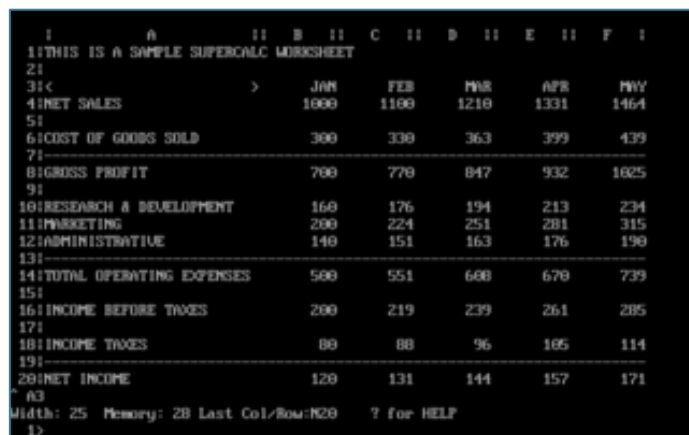 | A || B || C || D || E || F |
1|THIS IS A SAMPLE SUPERCALC WORKSHEET
2|
3|< > JAN FEB MAR APR MAY
4|NET SALES 1000 1100 1210 1331 1464
5|
6|COST OF GOODS SOLD 300 330 363 399 439
7|----------------------------------------------------------------
8|GROSS PROFIT 700 770 847 932 1025
9|
10|RESEARCH & DEVELOPMENT 160 176 194 213 234
11|MARKETING 200 224 251 281 315
12|ADMINISTRATIVE 140 151 163 176 190
13|----------------------------------------------------------------
14|TOTAL OPERATING EXPENSES 500 551 608 670 739
15|
16|INCOME BEFORE TAXES 200 219 239 261 285
17|
18|INCOME TAXES 80 88 96 105 114
19|----------------------------------------------------------------
20|NET INCOME 120 131 144 157 171
^ A3
Width: 25 Memory: 28 Last Col/Row:N20 ? for HELP
1>